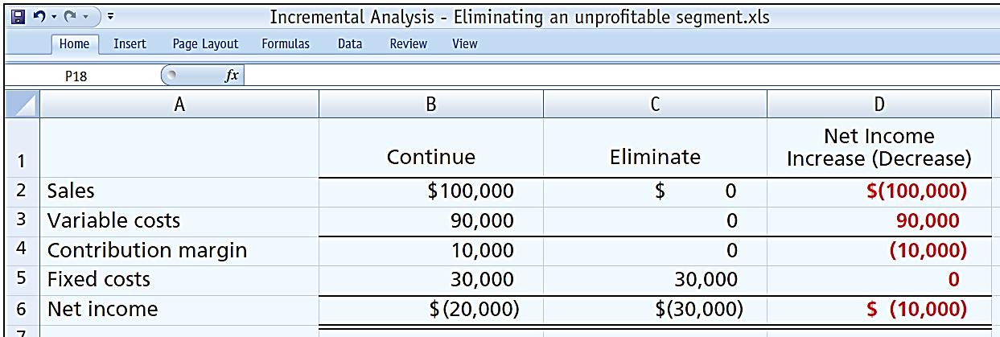 Incremental Analysis - Eliminating an unprofitable segment.xls
Home Insert Page Layout Formulas Data Review View
P18 fx
A B C D
Net Income
1 Continue Eliminate Increase (Decrease)
2 Sales $100,000 $ 0 $(100,000)
3 Variable costs 90,000 0 90,000
4 Contribution margin 10,000 0 (10,000)
5 Fixed costs 30,000 30,000 0
6 Net income $(20,000) $(30,000) $ (10,000)
7